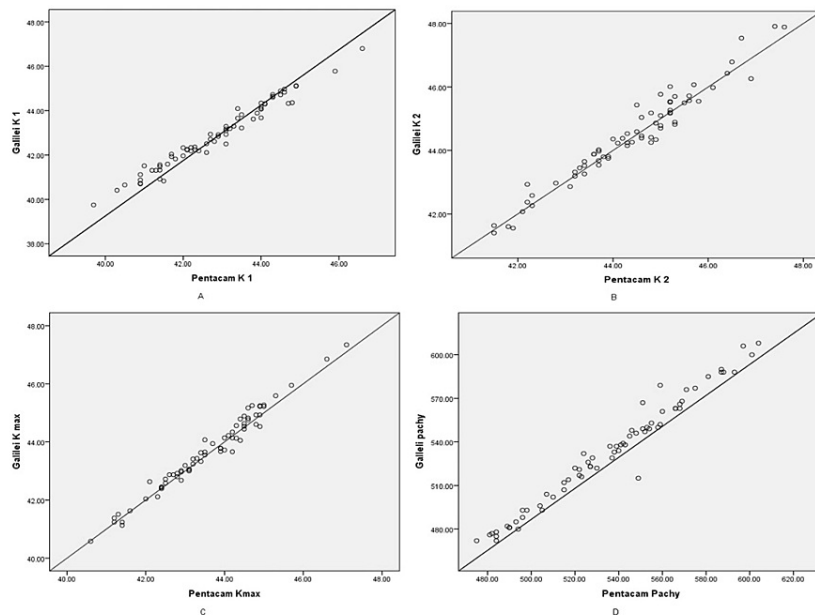 48.00
46.00
44.00
42.00
40.00
38.00
Galilei K 1
40.00 42.00 44.00 46.00
Pentacam K 1
A
48.00
46.00
44.00
42.00
Galilei K 2
42.00 44.00 46.00 48.00
Pentacam K 2
B
48.00
46.00
44.00
42.00
40.00
Galilei K max
40.00 42.00 44.00 46.00 48.00
Pentacam Kmax
C
600.00
570.00
540.00
510.00
480.00
Galleli pachy
480.00 500.00 520.00 540.00 560.00 580.00 600.00
Pentacam Pachy
D